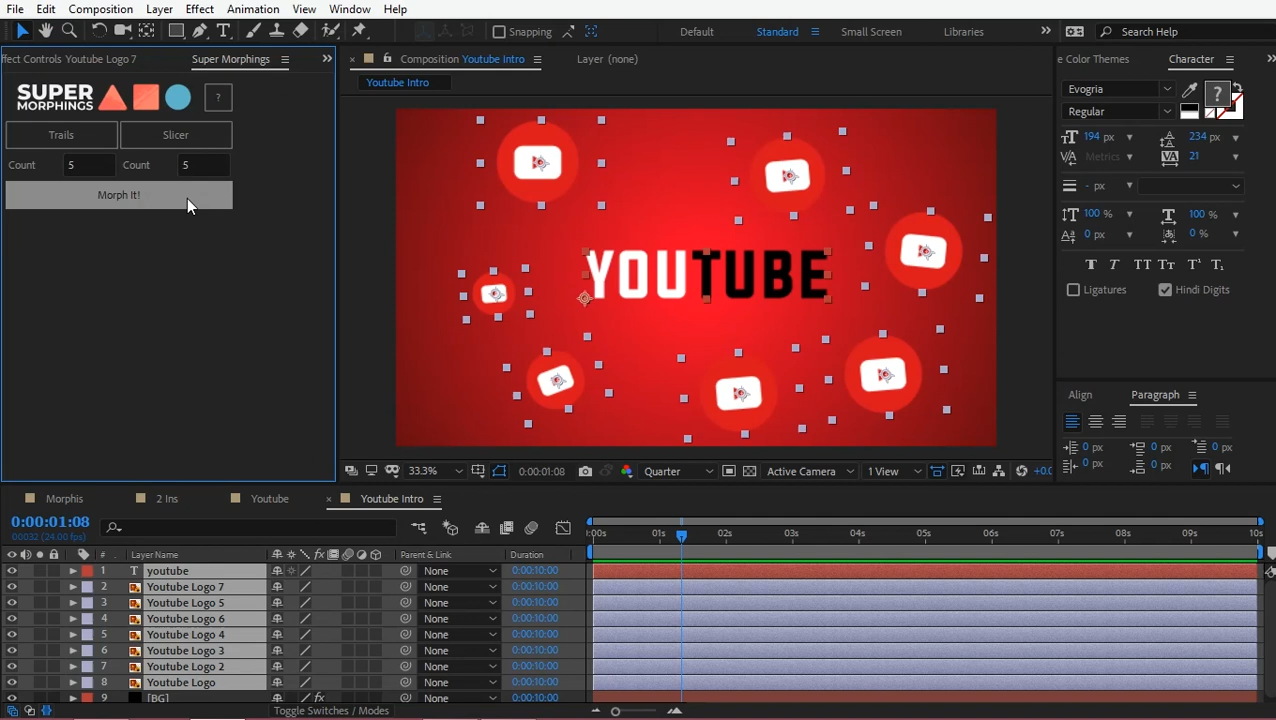 File Edit Composition Layer Effect Animation View Window Help
Snapping Default Standard Small Screen Libraries Search Help
ffect Controls Youtube Logo 7 Super Morphings
Composition Youtube Intro Layer (none)
e Color Themes Character
Youtube Intro
SUPER
MORPHINGS
?
Trails Slicer
Count 5 Count 5
Morph It!
YOUTUBE
Evogria
Regular
?
194 px 234 px
Metrics 21
- px
100 % 100 %
0 px 0 %
T T TT Tt T¹ T₁
Ligatures Hindi Digits
Align Paragraph
0 px 0 px 0 px
0 px 0 px
33.3% 0:00:01:08 Quarter Active Camera 1 View +0.0
Morphis 2 Ins Youtube Youtube Intro
0:00:01:08
00032 (24.00 fps)
:00s 01s 02s 03s 04s 05s 06s 07s 08s 09s 10s
# Layer Name Parent & Link Duration
1 T youtube None 0:00:10:00
2 Youtube Logo 7 None 0:00:10:00
3 Youtube Logo 5 None 0:00:10:00
4 Youtube Logo 6 None 0:00:10:00
5 Youtube Logo 4 None 0:00:10:00
6 Youtube Logo 3 None 0:00:10:00
7 Youtube Logo 2 None 0:00:10:00
8 Youtube Logo None 0:00:10:00
9 [BG] fx None 0:00:10:00
Toggle Switches / Modes